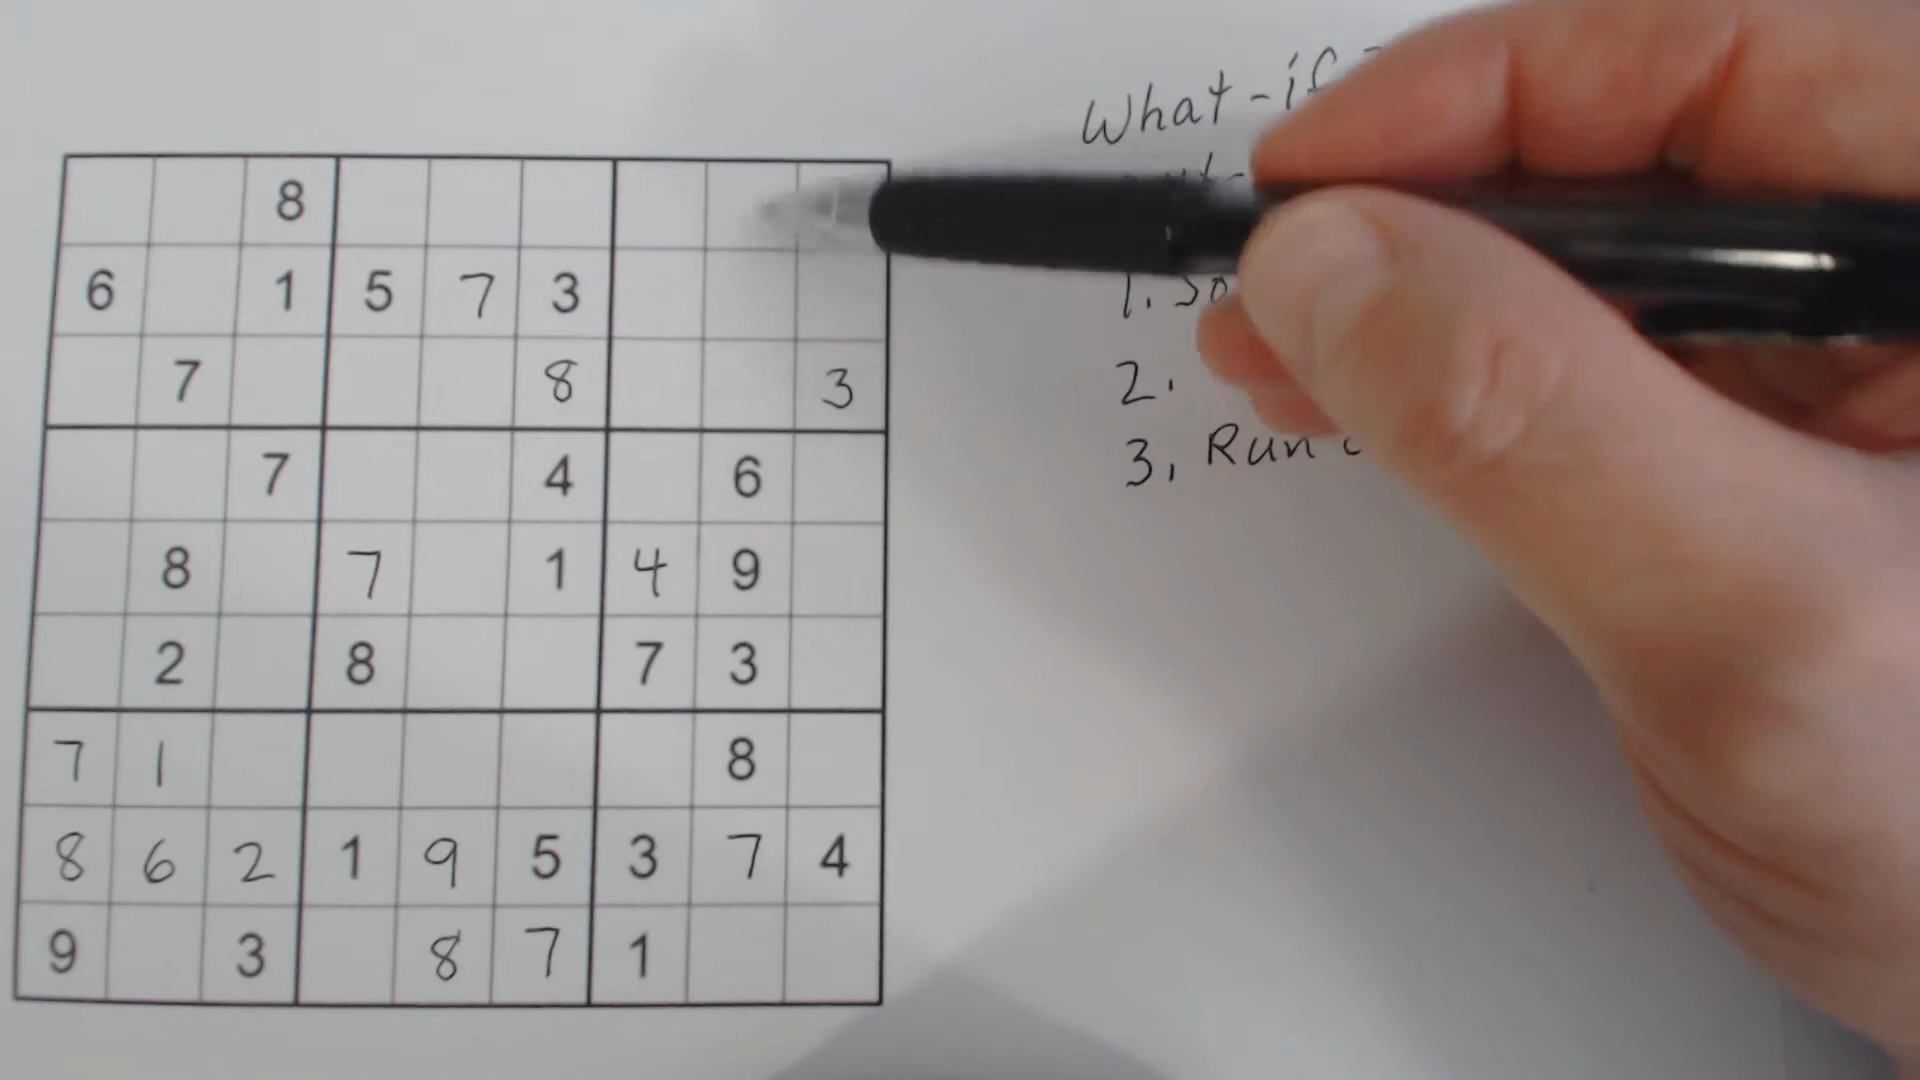 What-if
8
6 1 5 7 3
7 8 3
7 4 6
8 7 1 4 9
2 8 7 3
7 1 8
8 6 2 1 9 5 3 7 4
9 3 8 7 1
1. So
2.
3. Run